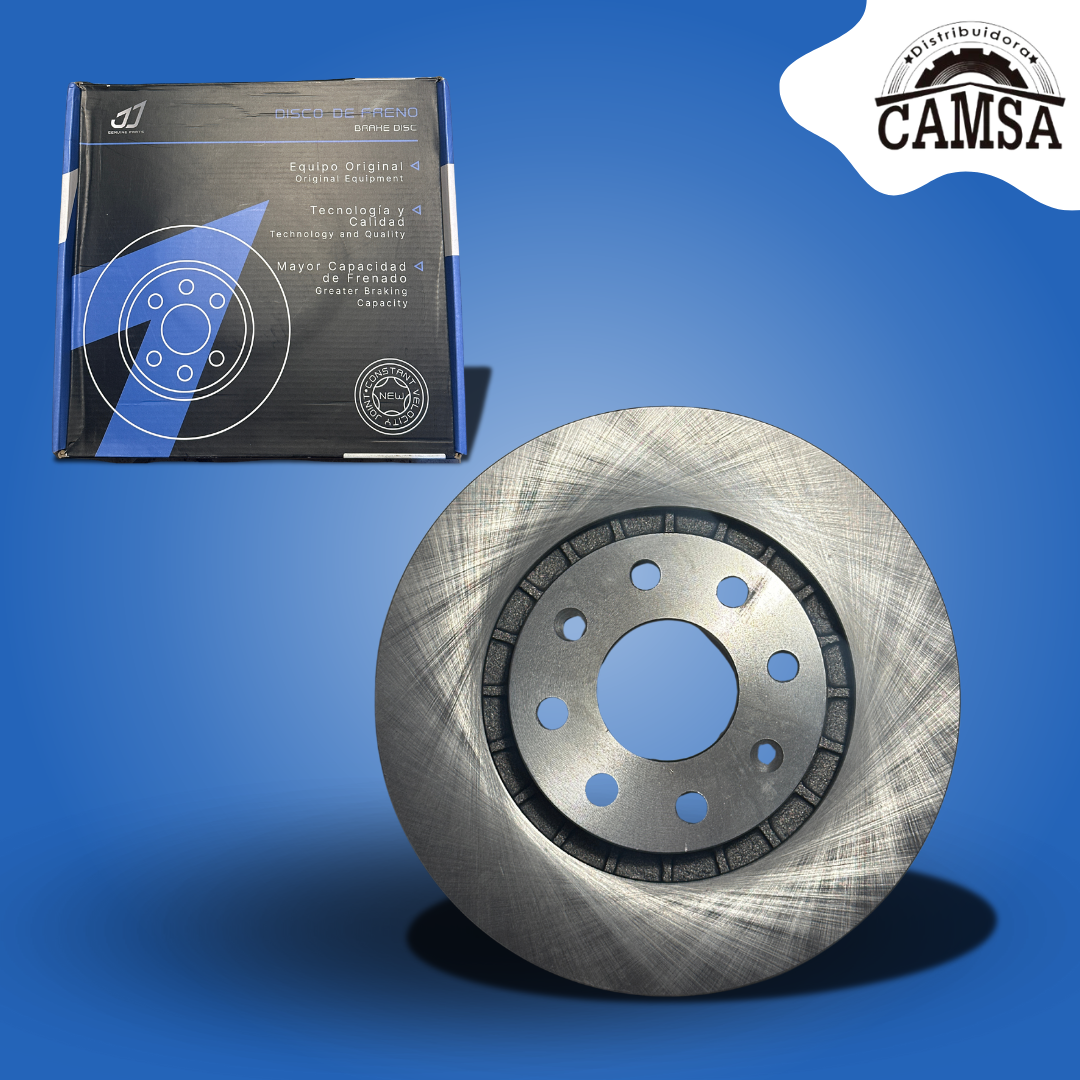 Distribuidora
CAMSA
JJ
GENUINE PARTS
DISCO DE FRENO
BRAKE DISC
Equipo Original
Original Equipment
Tecnología y
Calidad
Technology and Quality
Mayor Capacidad
de Frenado
Greater Braking
Capacity
CONSTANT VELOCITY JOINT
NEW